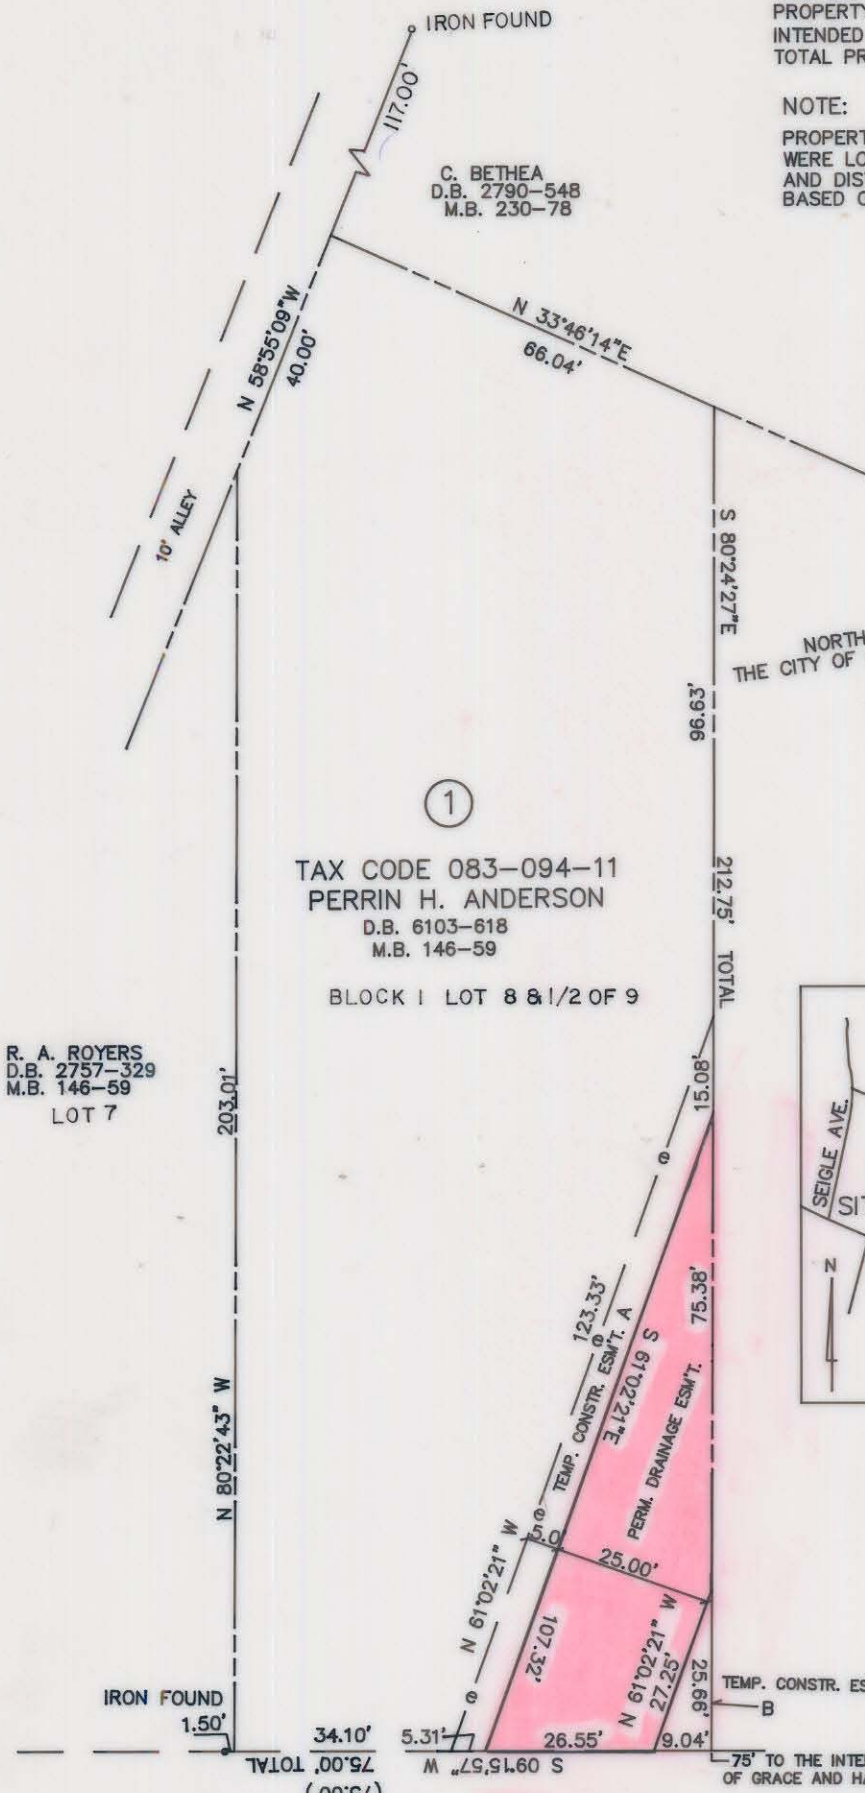 IRON FOUND
117.00'
PROPERTY
INTENDED
TOTAL PR
NOTE:
PROPERT
WERE LO
AND DIS
BASED O
C. BETHEA
D.B. 2790-548
M.B. 230-78
N 33°46'14"E
66.04'
N 58°55'09"W
40.00'
10' ALLEY
S 80°24'27"E
NORTH
THE CITY OF
96.63'
1
TAX CODE 083-094-11
PERRIN H. ANDERSON
D.B. 6103-618
M.B. 146-59
BLOCK 1 LOT 8 & 1/2 OF 9
212.75' TOTAL
R. A. ROYERS
D.B. 2757-329
M.B. 146-59
LOT 7
203.01'
15.08'
SEIGLE AVE.
SIT
N
123.33'
TEMP. CONSTR. ESM'T. A
S 61°02'21"E
75.38'
PERM. DRAINAGE ESM'T.
N 80°22'43" W
5.0'
25.00'
N 61°02'21" W
107.32'
N 61°02'21" W
27.25'
25.66'
TEMP. CONSTR. ES
B
IRON FOUND
1.50'
34.10'
5.31'
26.55'
9.04'
75.00' TOTAL
(75.00')
S 09°15'57" W
75' TO THE INTE
OF GRACE AND HA